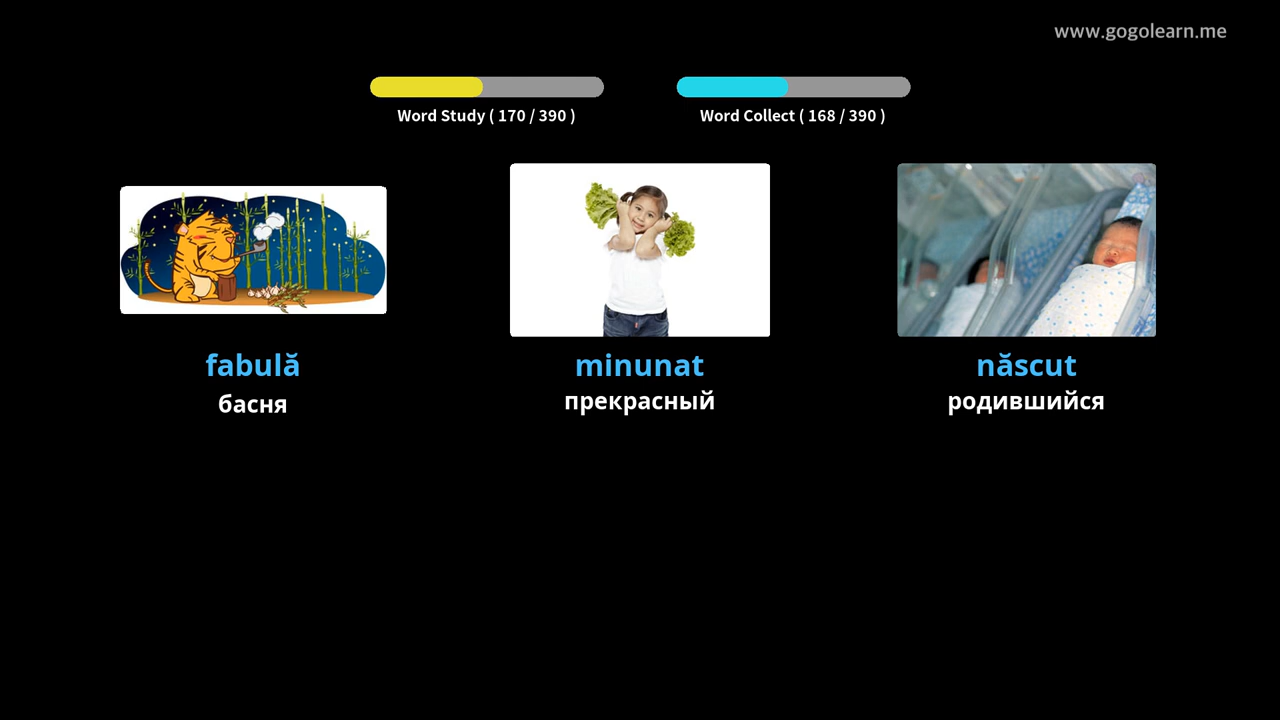 www.gogolearn.me
Word Study ( 170 / 390 )
Word Collect ( 168 / 390 )
fabulă
minunat
născut
басня
прекрасный
родившийся